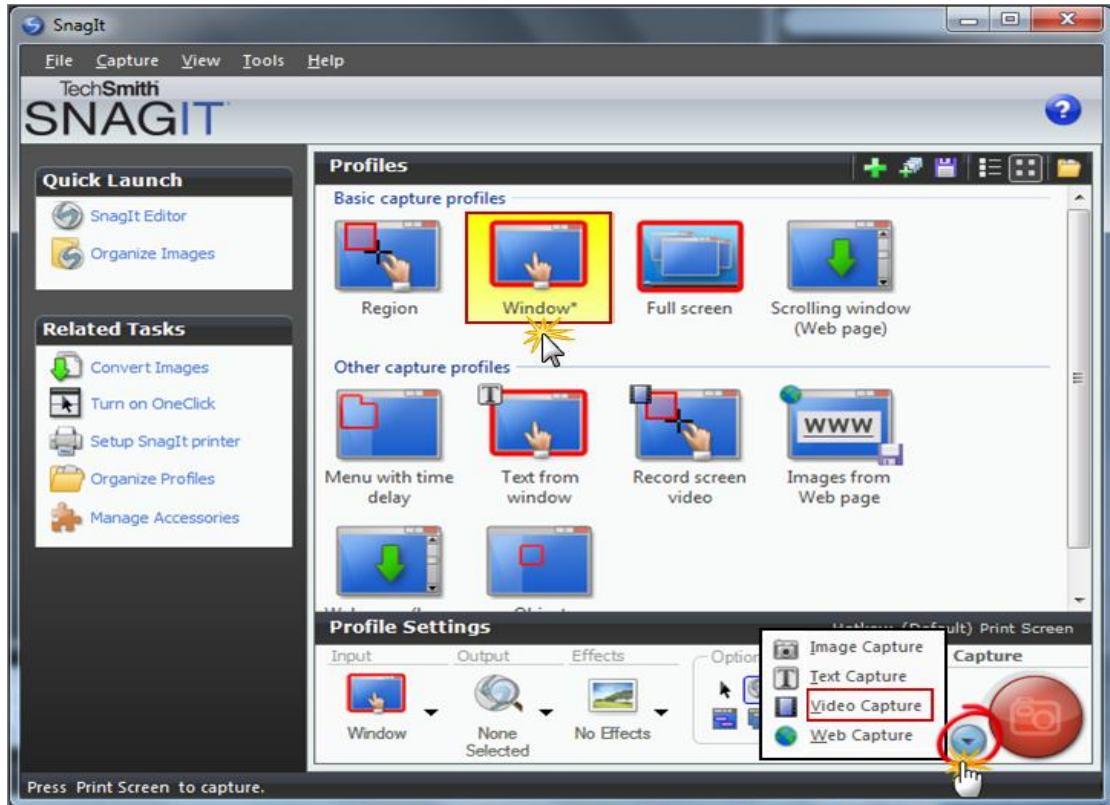 SnagIt
File Capture View Tools Help
TechSmith
SNAGIT
?
Quick Launch
SnagIt Editor
Organize Images
Related Tasks
Convert Images
Turn on OneClick
Setup SnagIt printer
Organize Profiles
Manage Accessories
Profiles
Basic capture profiles
Region
Window*
Full screen
Scrolling window
(Web page)
Other capture profiles
Menu with time
delay
T
Text from
window
Record screen
video
WWW
Images from
Web page
Profile Settings
Print Screen
Input
Output
Effects
Window
None
Selected
No Effects
Image Capture
T Text Capture
Video Capture
Web Capture
Capture
Press Print Screen to capture.